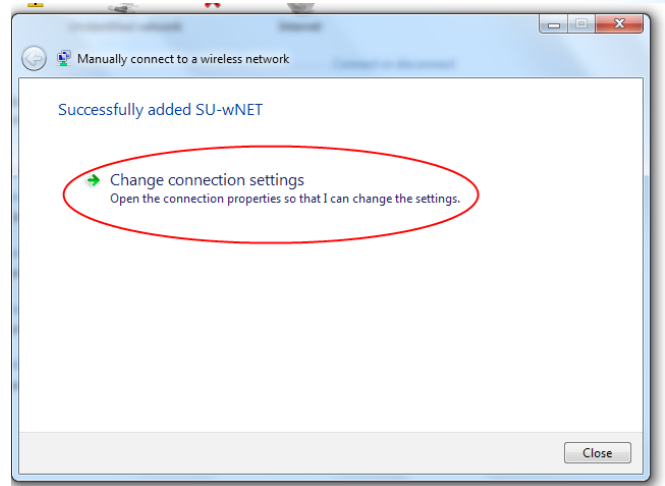 Manually connect to a wireless network
Successfully added SU-wNET
Change connection settings
Open the connection properties so that I can change the settings.
Close